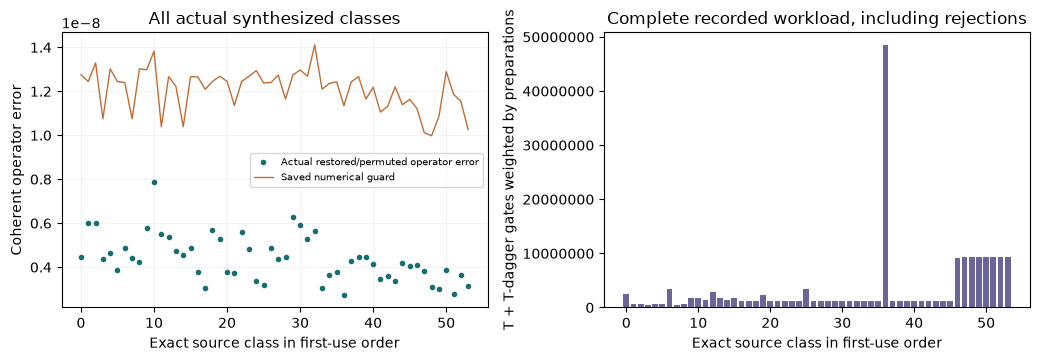 All actual synthesized classes
1e−8
1.4
1.2
1.0
0.8
0.6
0.4
Coherent operator error
Actual restored/permuted operator error
Saved numerical guard
0 10 20 30 40 50
Exact source class in first-use order
Complete recorded workload, including rejections
50000000
40000000
30000000
20000000
10000000
0
T + T-dagger gates weighted by preparations
0 10 20 30 40 50
Exact source class in first-use order